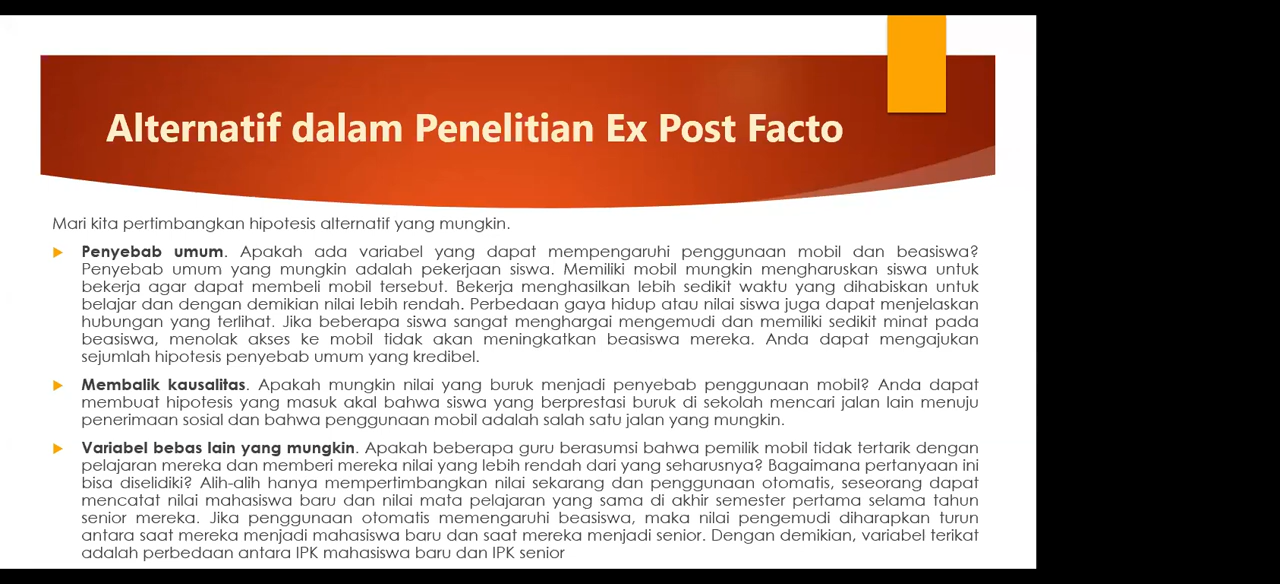 Alternatif dalam Penelitian Ex Post Facto
Mari kita pertimbangkan hipotesis alternatif yang mungkin.
Penyebab umum. Apakah ada variabel yang dapat mempengaruhi penggunaan mobil dan beasiswa?
Penyebab umum yang mungkin adalah pekerjaan siswa. Memiliki mobil mungkin mengharuskan siswa untuk
bekerja agar dapat membeli mobil tersebut. Bekerja menghasilkan lebih sedikit waktu yang dihabiskan untuk
belajar dan dengan demikian nilai lebih rendah. Perbedaan gaya hidup atau nilai siswa juga dapat menjelaskan
hubungan yang terlihat. Jika beberapa siswa sangat menghargai mengemudi dan memiliki sedikit minat pada
beasiswa, menolak akses ke mobil tidak akan meningkatkan beasiswa mereka. Anda dapat mengajukan
sejumlah hipotesis penyebab umum yang kredibel.
Membalik kausalitas. Apakah mungkin nilai yang buruk menjadi penyebab penggunaan mobil? Anda dapat
membuat hipotesis yang masuk akal bahwa siswa yang berprestasi buruk di sekolah mencari jalan lain menuju
penerimaan sosial dan bahwa penggunaan mobil adalah salah satu jalan yang mungkin.
Variabel bebas lain yang mungkin. Apakah beberapa guru berasumsi bahwa pemilik mobil tidak tertarik dengan
pelajaran mereka dan memberi mereka nilai yang lebih rendah dari yang seharusnya? Bagaimana pertanyaan ini
bisa diselidiki? Alih-alih hanya mempertimbangkan nilai sekarang dan penggunaan otomatis, seseorang dapat
mencatat nilai mahasiswa baru dan nilai mata pelajaran yang sama di akhir semester pertama selama tahun
senior mereka. Jika penggunaan otomatis memengaruhi beasiswa, maka nilai pengemudi diharapkan turun
antara saat mereka menjadi mahasiswa baru dan saat mereka menjadi senior. Dengan demikian, variabel terikat
adalah perbedaan antara IPK mahasiswa baru dan IPK senior